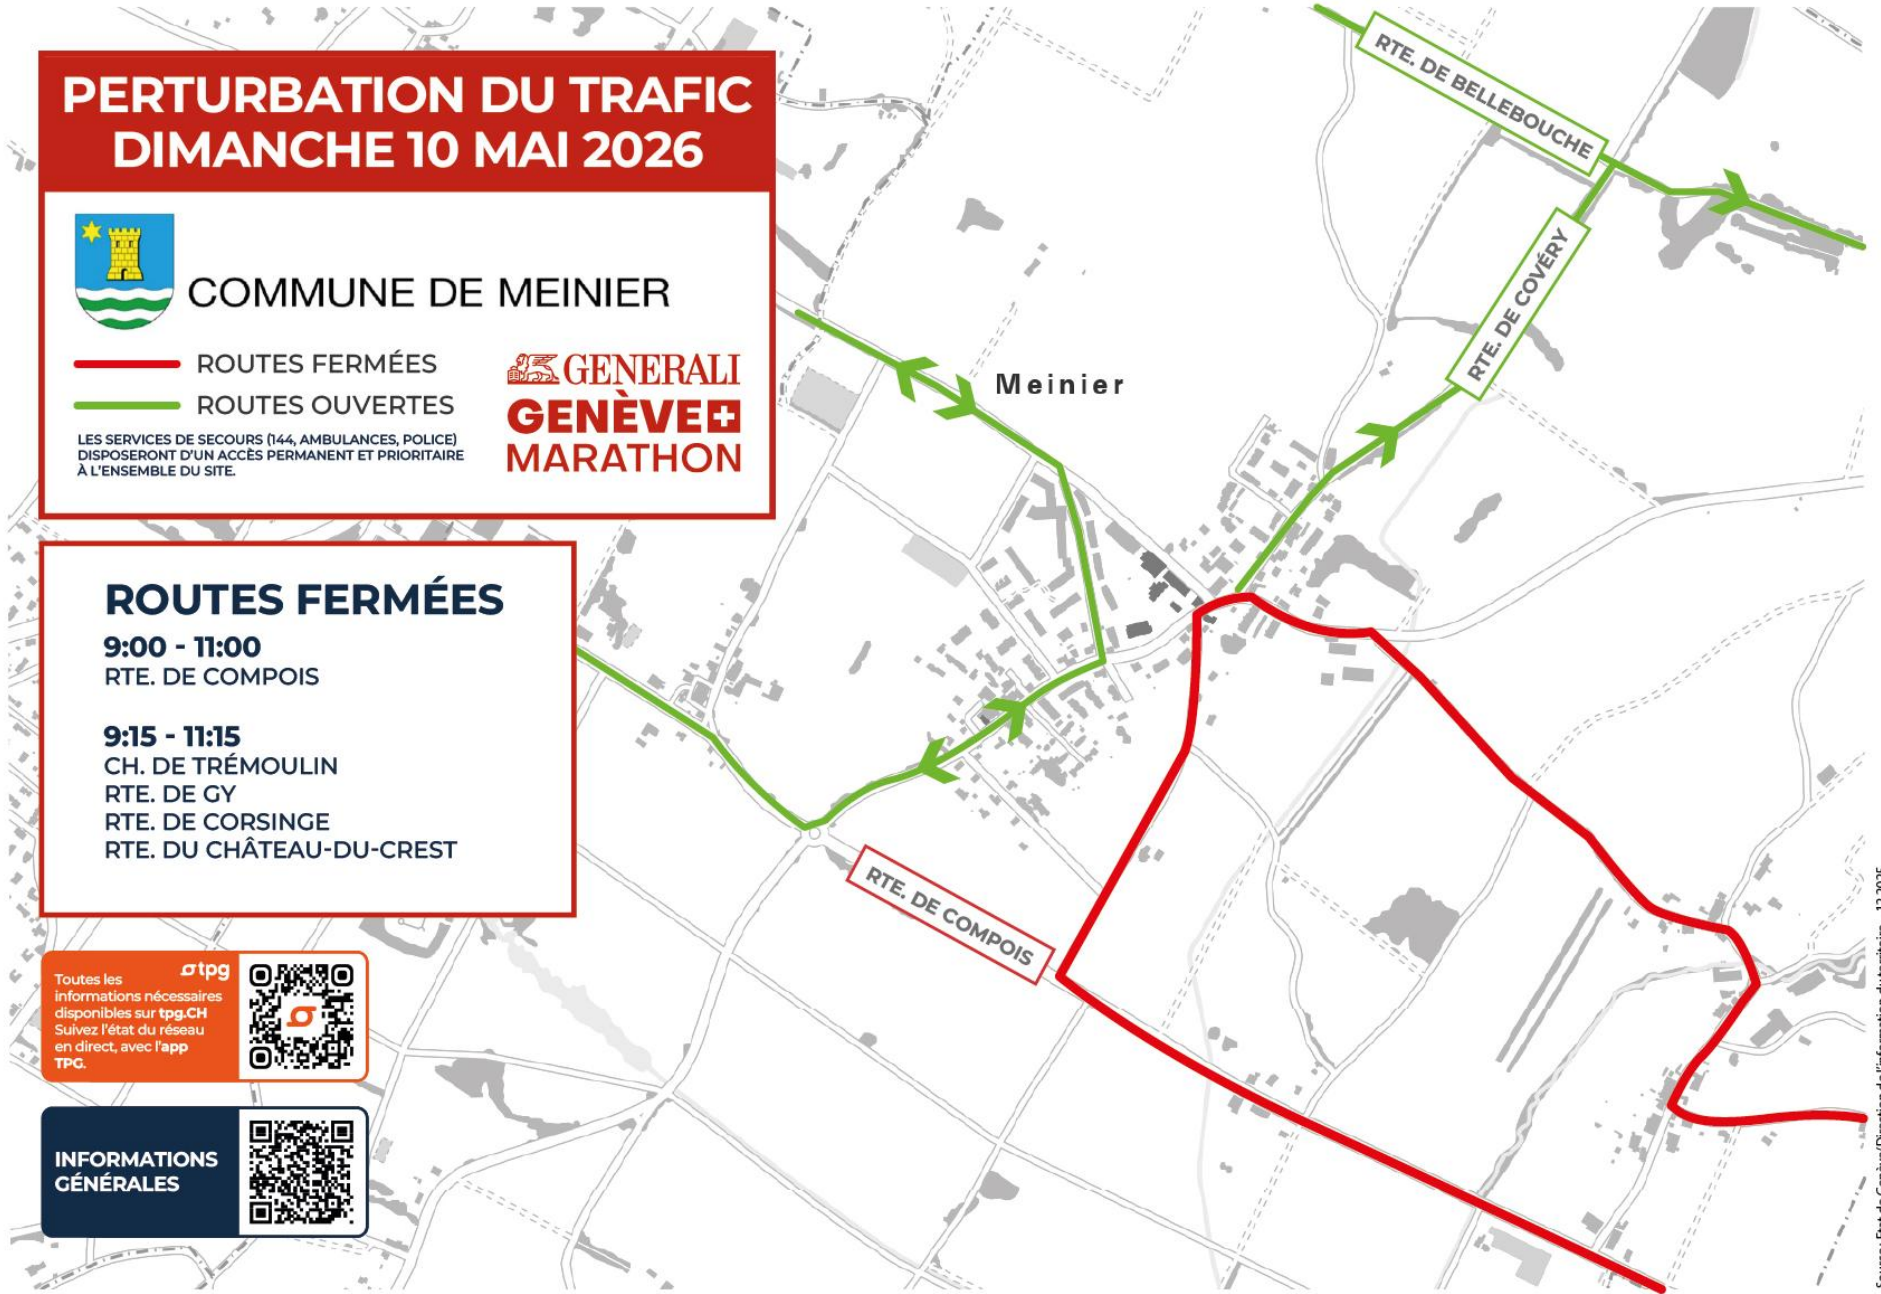 PERTURBATION DU TRAFIC
DIMANCHE 10 MAI 2026
COMMUNE DE MEINIER
ROUTES FERMÉES
ROUTES OUVERTES
LES SERVICES DE SECOURS (144, AMBULANCES, POLICE)
DISPOSERONT D'UN ACCÈS PERMANENT ET PRIORITAIRE
À L'ENSEMBLE DU SITE.
GENERALI
GENÈVE
MARATHON
ROUTES FERMÉES
9:00 - 11:00
RTE. DE COMPOIS
9:15 - 11:15
CH. DE TRÉMOULIN
RTE. DE GY
RTE. DE CORSINGE
RTE. DU CHÂTEAU-DU-CREST
tpg
Toutes les
informations nécessaires
disponibles sur tpg.CH
Suivez l'état du réseau
en direct, avec l'app
TPG.
INFORMATIONS
GÉNÉRALES
RTE. DE BELLEBOUCHE
RTE. DE COVÉRY
Meinier
RTE. DE COMPOIS